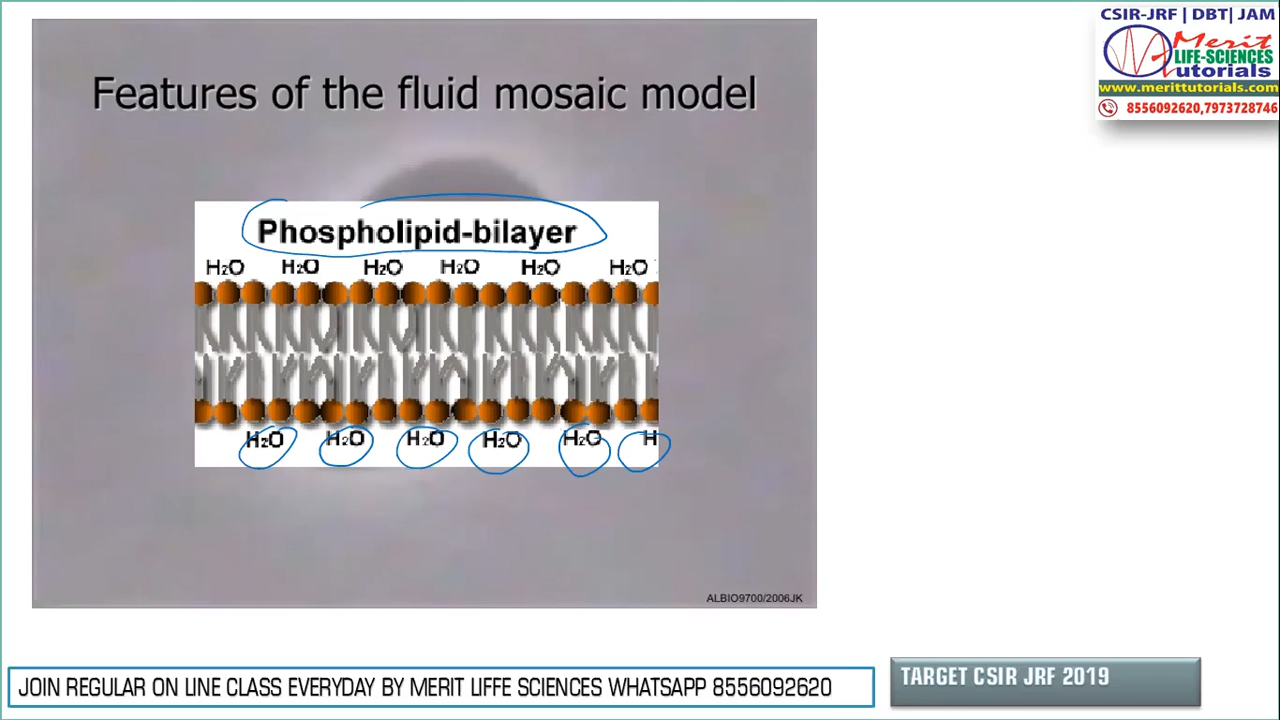 CSIR-JRF | DBT| JAM
Merit
LIFE-SCIENCES
utorials
www.merittutorials.com
8556092620,7973728746
Features of the fluid mosaic model
Phospholipid-bilayer
H₂O H₂O H₂O H₂O H₂O H₂O
H₂O H₂O H₂O H₂O H₂O H
ALBIO9700/2006JK
JOIN REGULAR ON LINE CLASS EVERYDAY BY MERIT LIFFE SCIENCES WHATSAPP 8556092620
TARGET CSIR JRF 2019